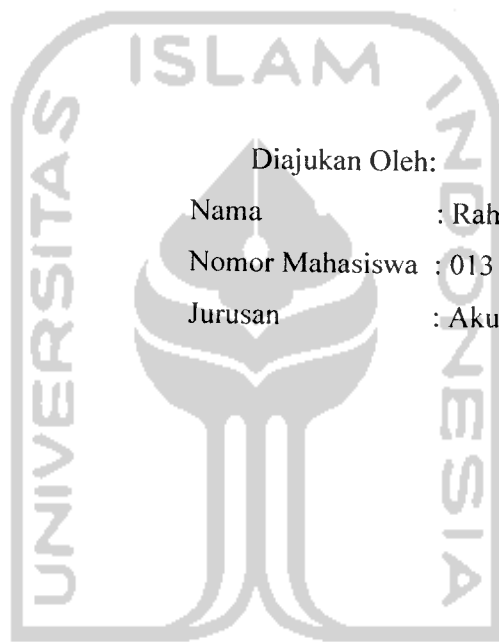 UNIVERSITAS ISLAM INDONESIA
Diajukan Oleh:
Nama : Rah
Nomor Mahasiswa : 013
Jurusan : Aku